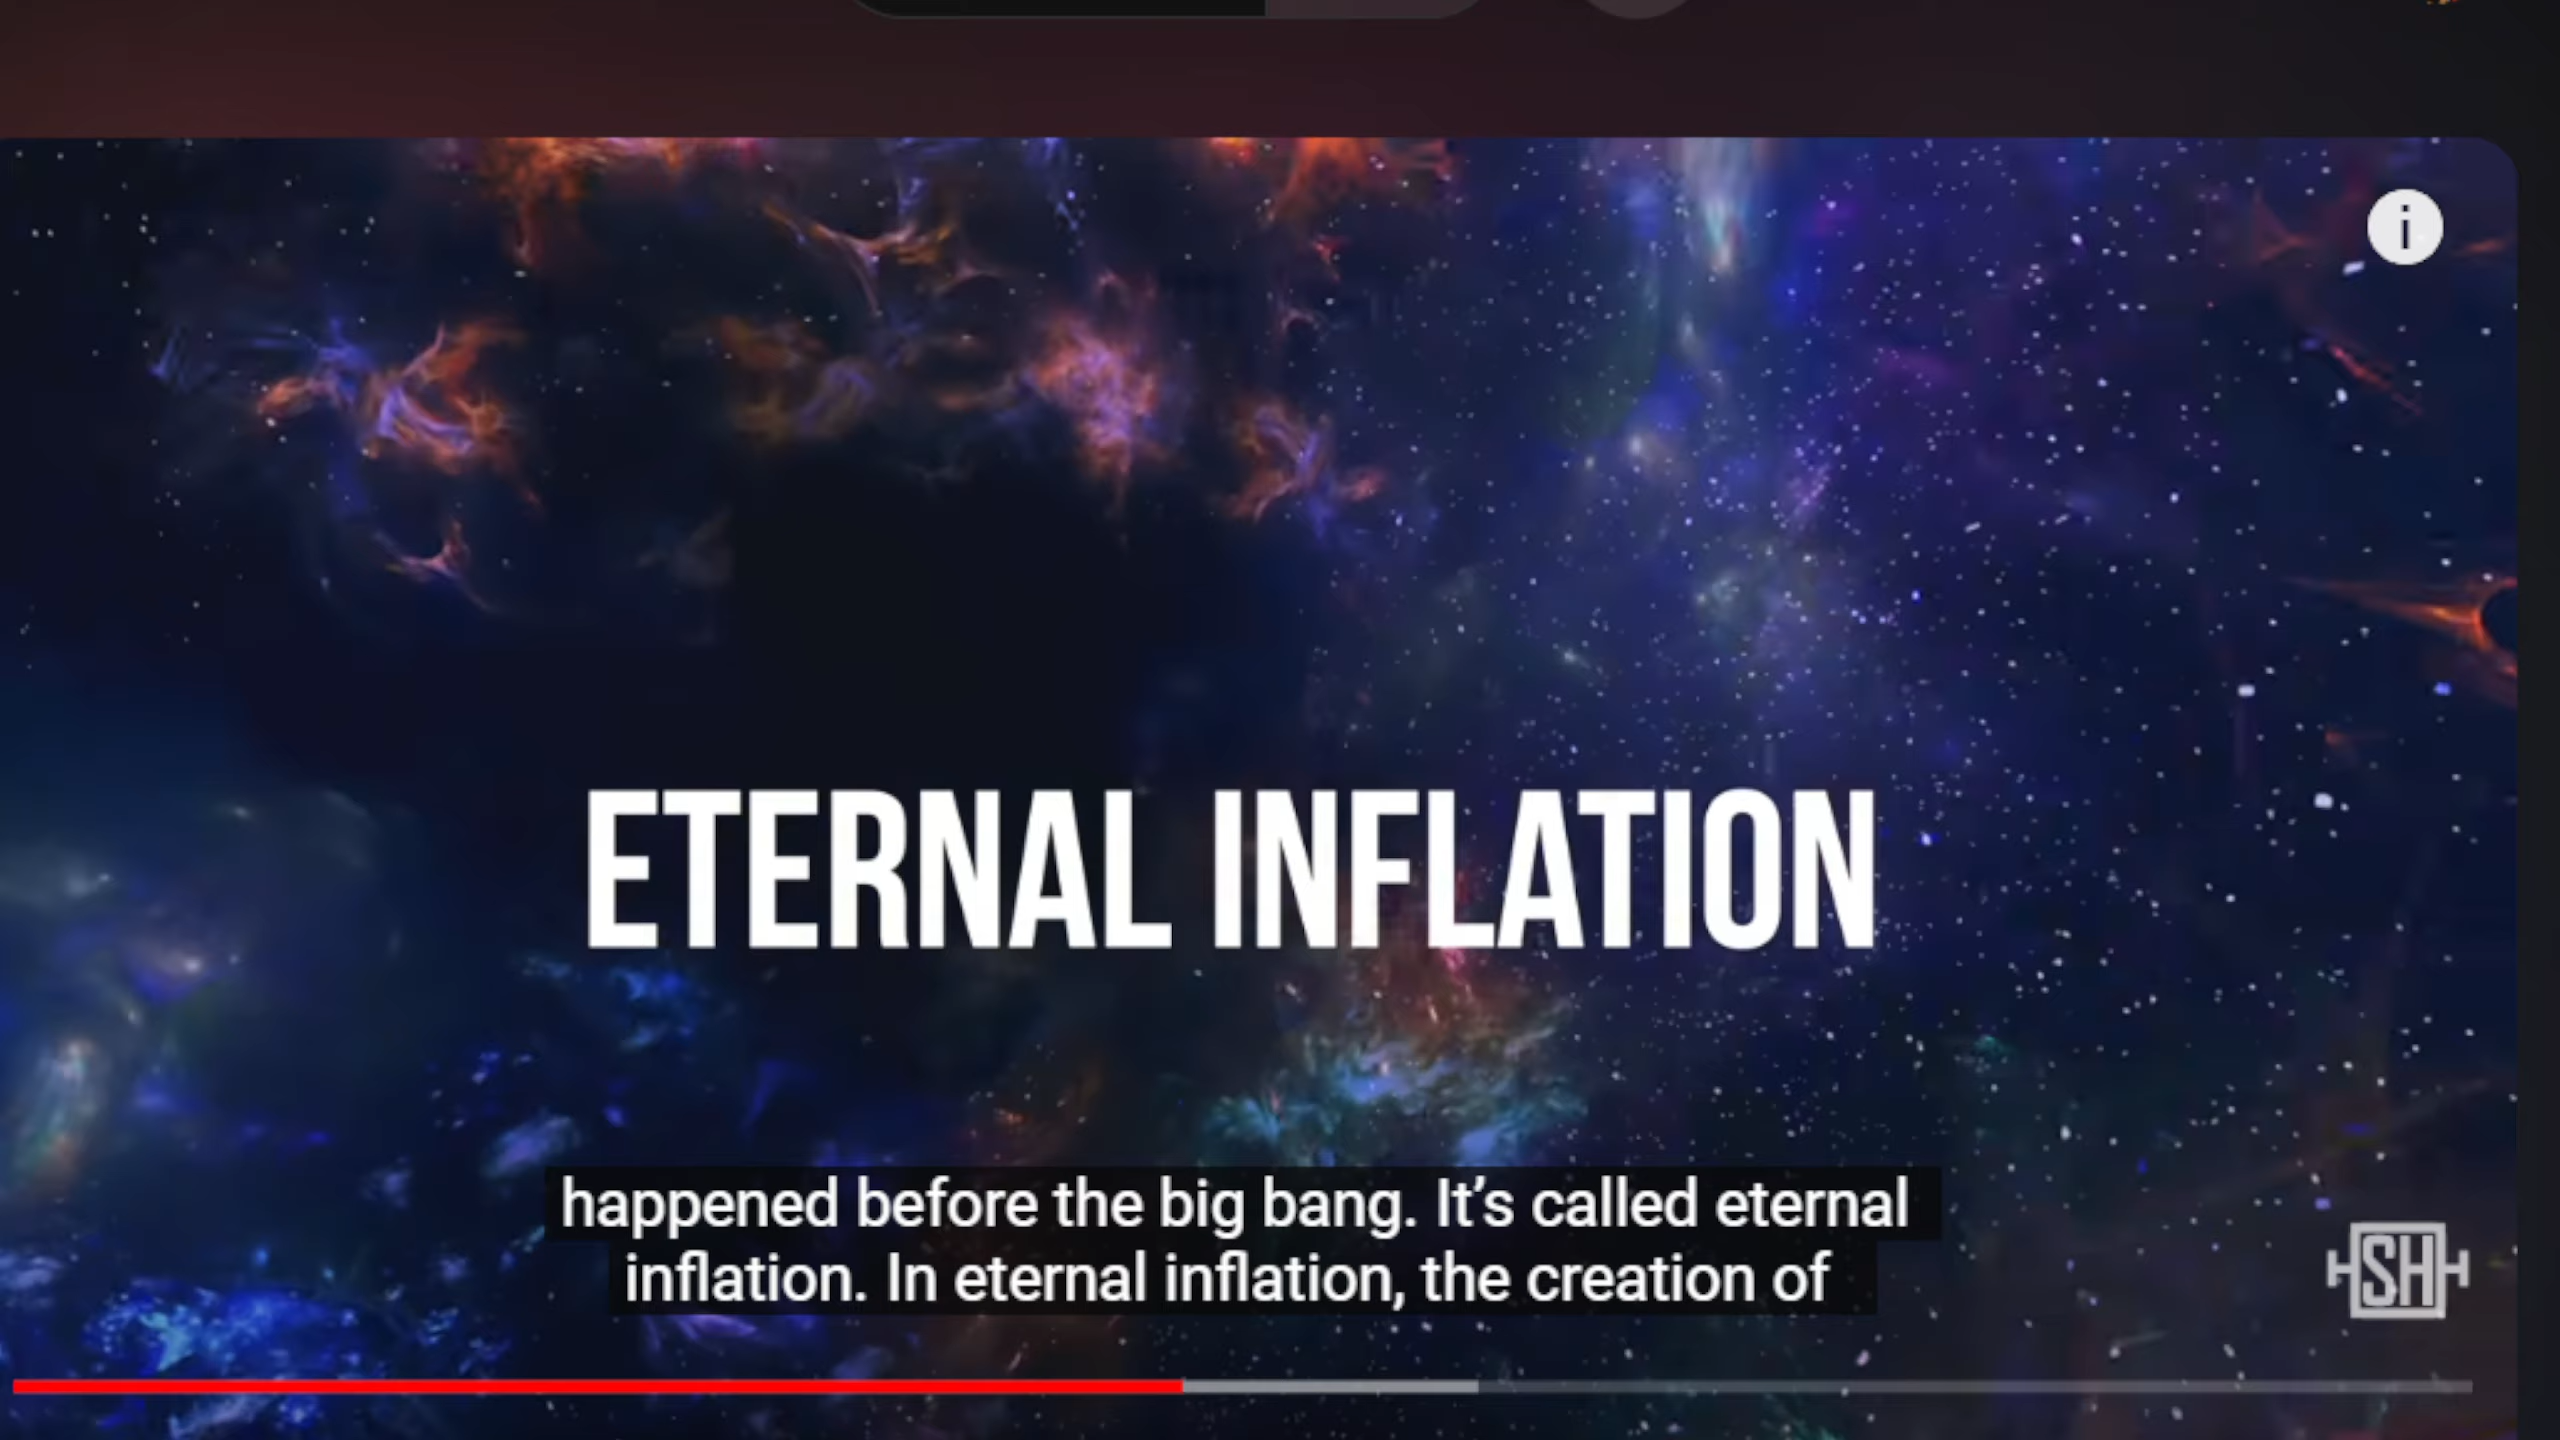 i
ETERNAL INFLATION
happened before the big bang. It’s called eternal
inflation. In eternal inflation, the creation of
SH